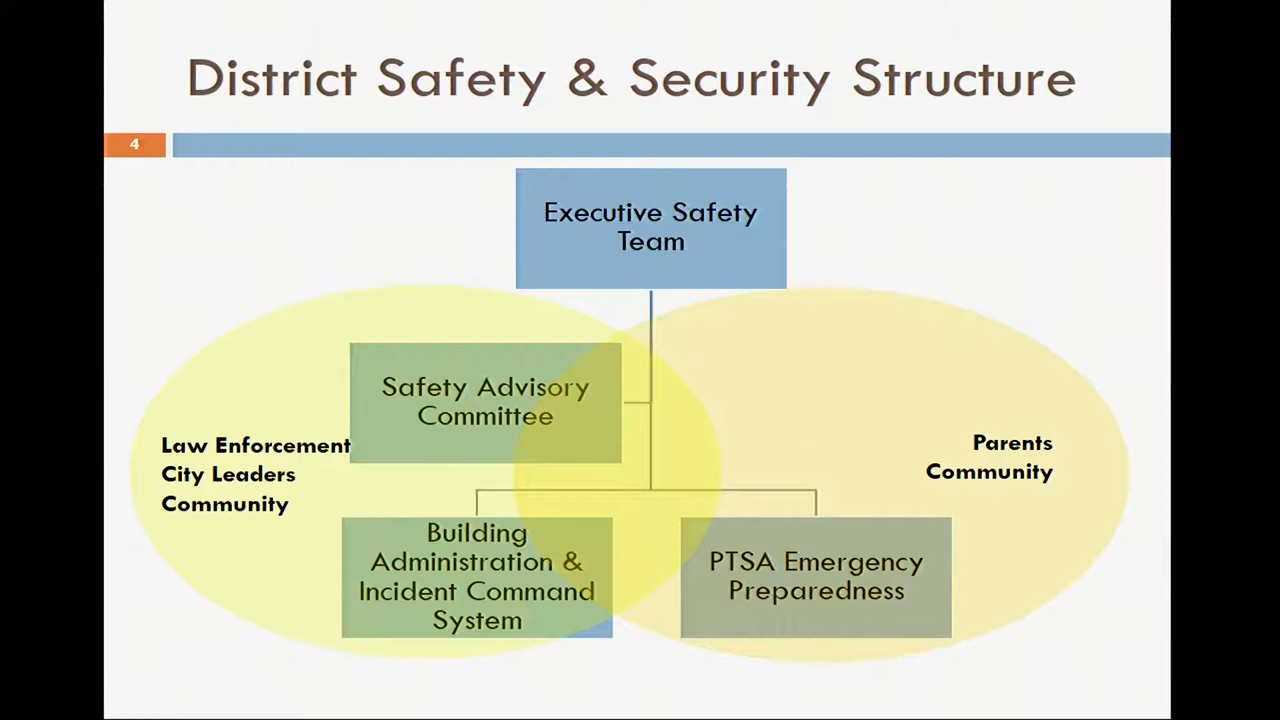 District Safety & Security Structure
4
Executive Safety
Team
Safety Advisory
Committee
Law Enforcement
City Leaders
Community
Parents
Community
Building
Administration &
Incident Command
System
PTSA Emergency
Preparedness